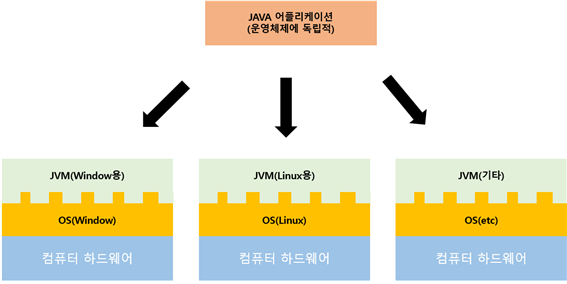 JAVA 어플리케이션
(운영체제에 독립적)
JVM(Window용)
JVM(Linux용)
JVM(기타)
OS(Window)
OS(Linux)
OS(etc)
컴퓨터 하드웨어
컴퓨터 하드웨어
컴퓨터 하드웨어